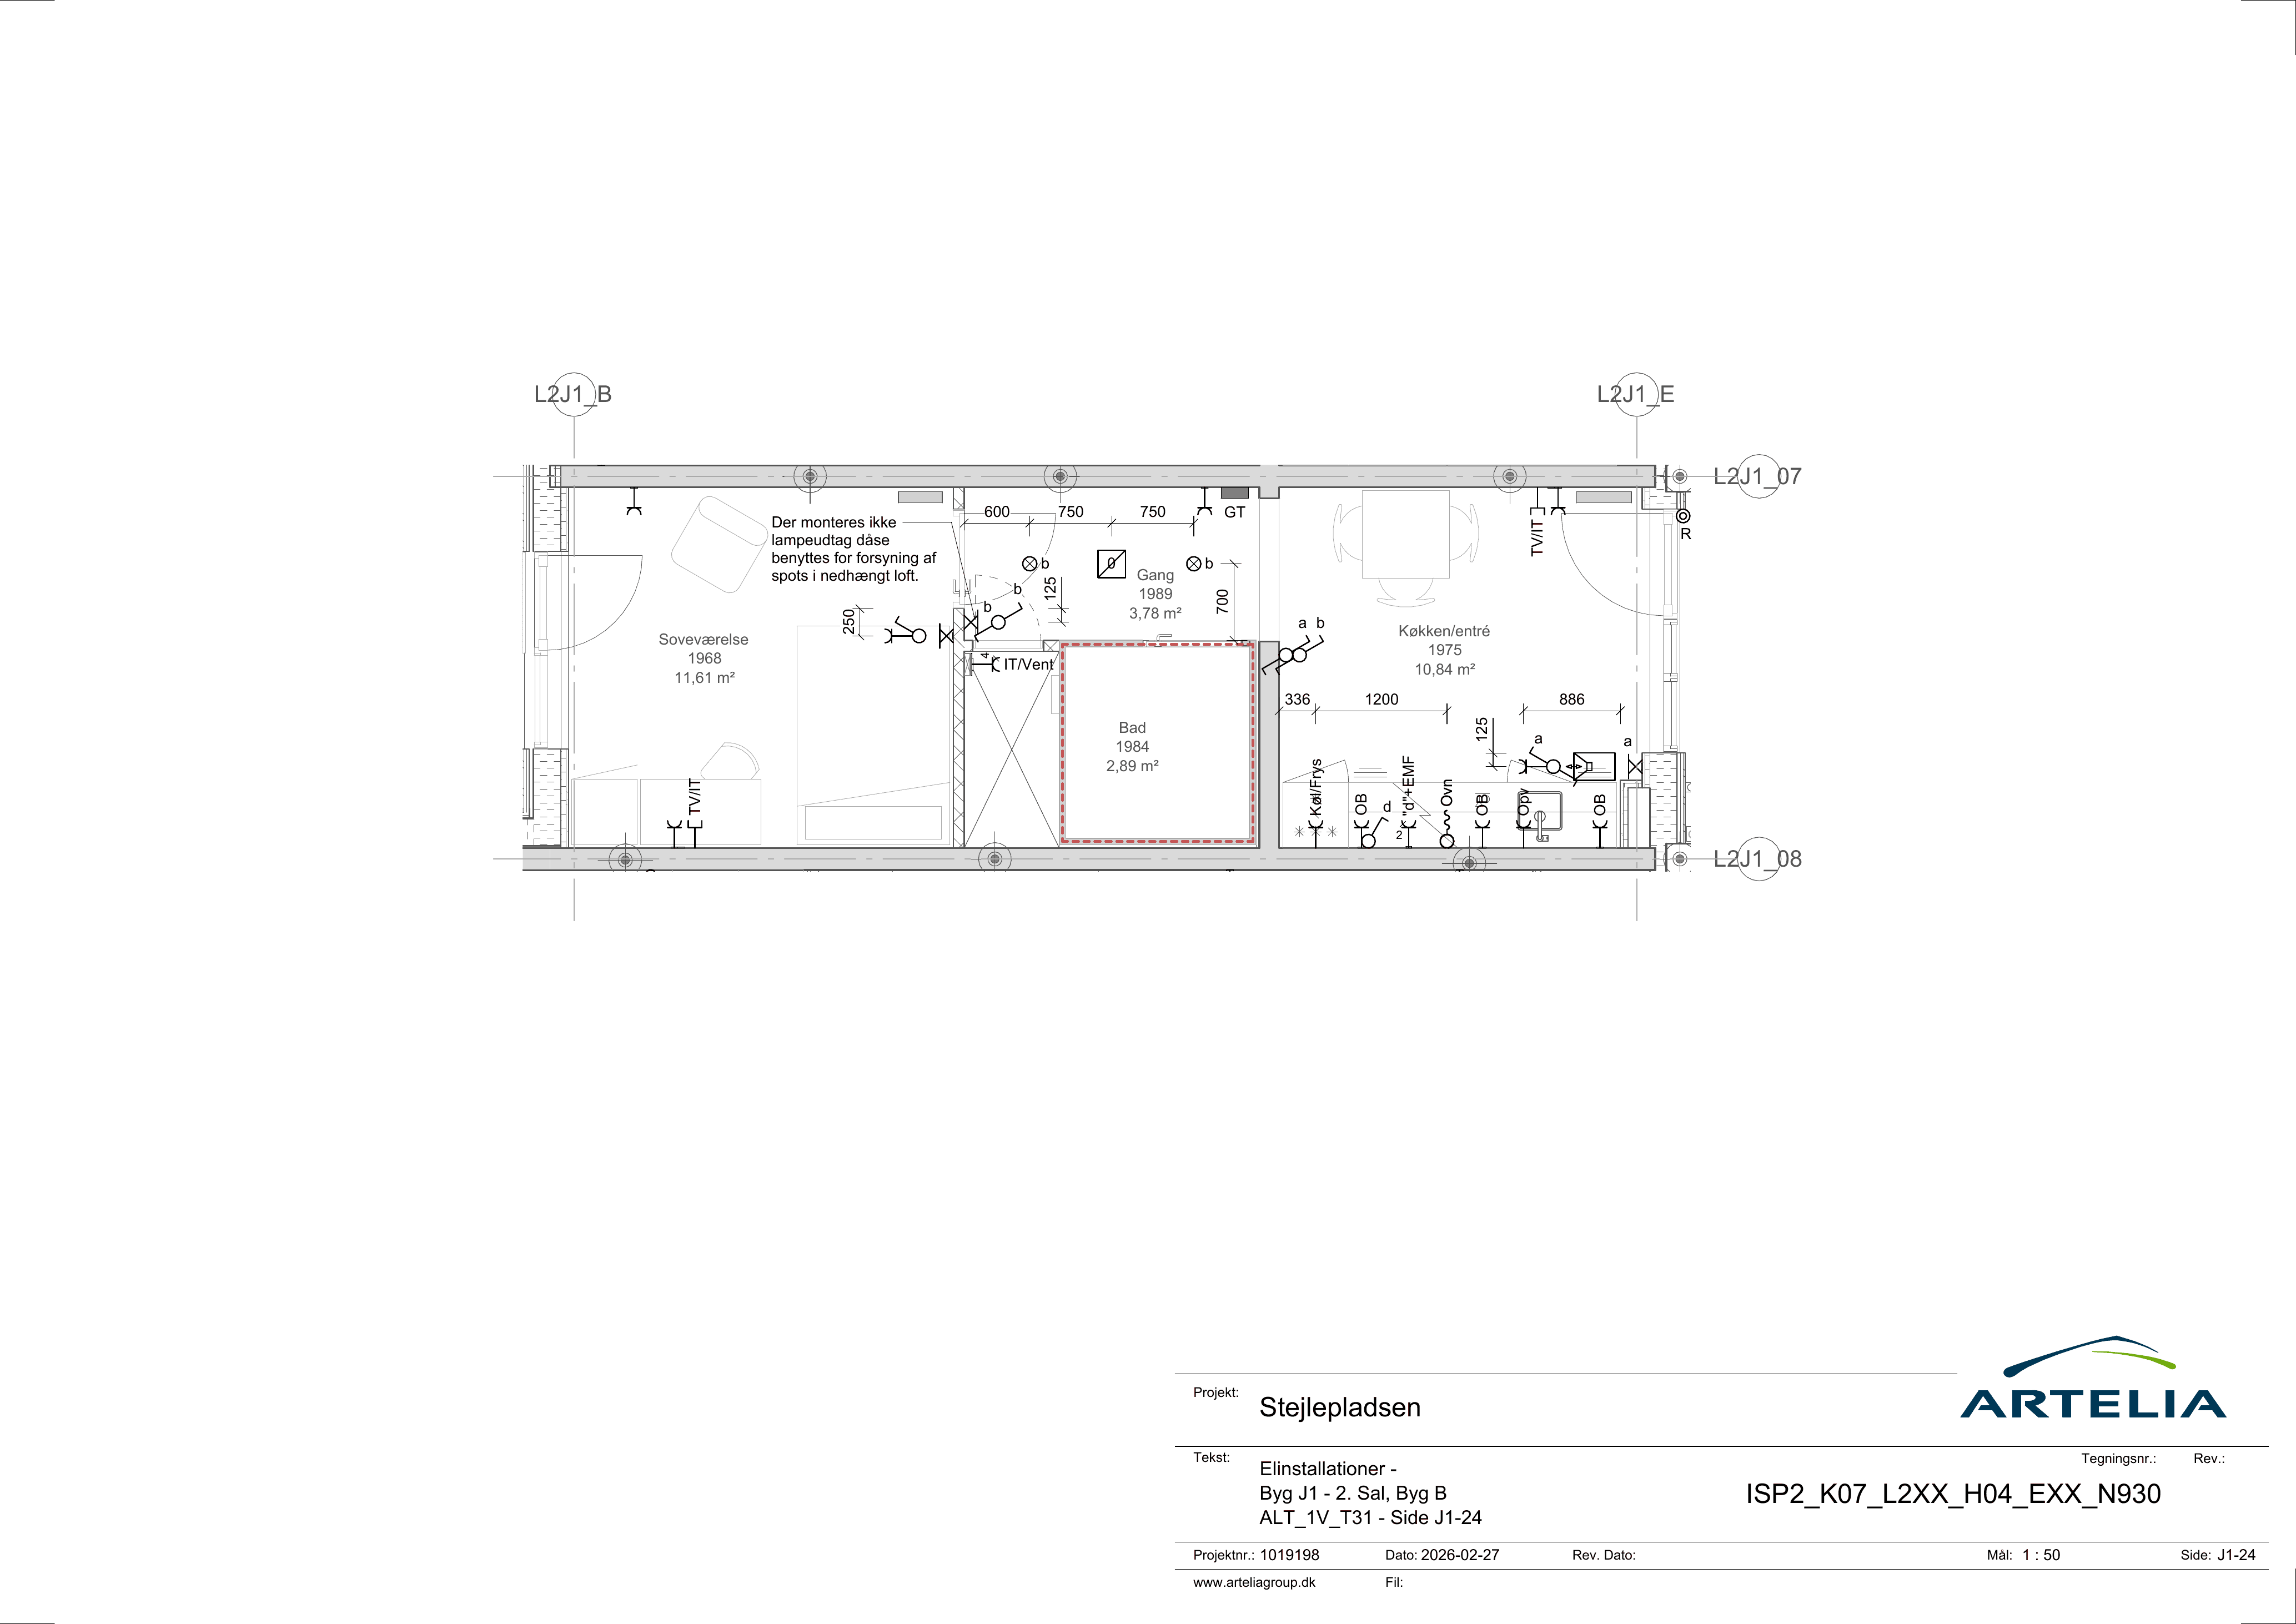 L2J1_B
L2J1_E
L2J1_07
L2J1_08
R
Der monteres ikke
lampeudtag dåse
benyttes for forsyning af
spots i nedhængt loft.
600
750
750
GT
TV/IT
b
0
b
Gang
1989
3,78 m²
125
700
b
b
250
Soveværelse
1968
11,61 m²
4
IT/Vent
a b
Køkken/entré
1975
10,84 m²
336
1200
886
125
a
a
Bad
1984
2,89 m²
TV/IT
Køl/Frys
OB
d
2
"d"+EMF
Ovn
OB
Opv
OB
Projekt:
Stejlepladsen
ARTELIA
Tekst:
Elinstallationer -
Byg J1 - 2. Sal, Byg B
ALT_1V_T31 - Side J1-24
Tegningsnr.:
Rev.:
ISP2_K07_L2XX_H04_EXX_N930
Projektnr.: 1019198
Dato: 2026-02-27
Rev. Dato:
Mål: 1 : 50
Side: J1-24
www.arteliagroup.dk
Fil: